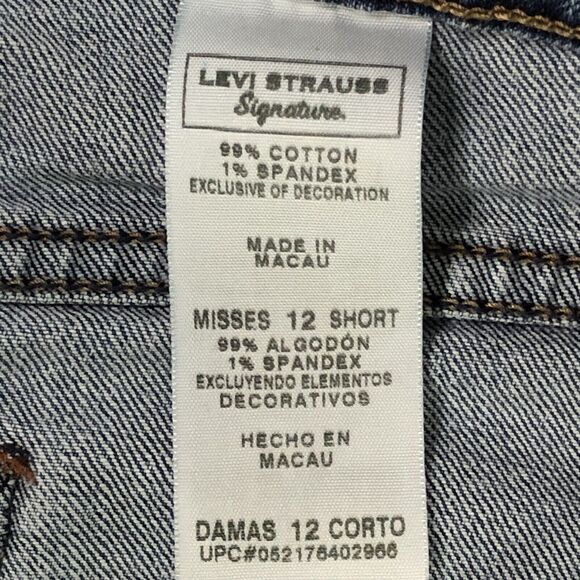 LEVI STRAUSS
Signature.
99% COTTON
1% SPANDEX
EXCLUSIVE OF DECORATION
MADE IN
MACAU
MISSES 12 SHORT
99% ALGODÓN
1% SPANDEX
EXCLUYENDO ELEMENTOS
DECORATIVOS
HECHO EN
MACAU
DAMAS 12 CORTO
UPC#052176402966